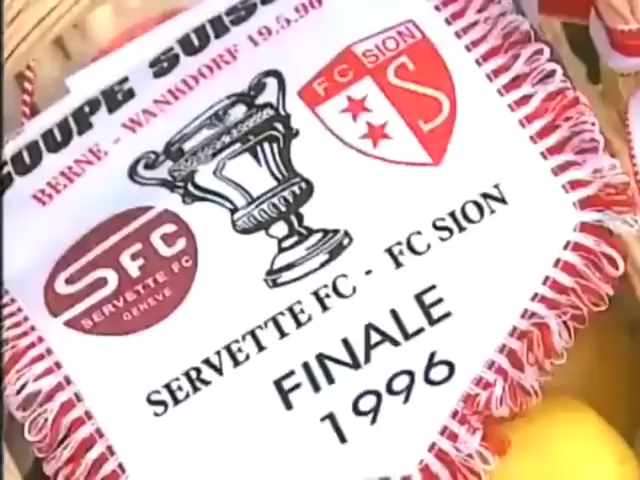 COUPE SUISSE
BERNE - WANKDORF 19.5.96
FC SION
S
SFC
SERVETTE FC
GENEVE
SERVETTE FC - FC SION
FINALE
1996